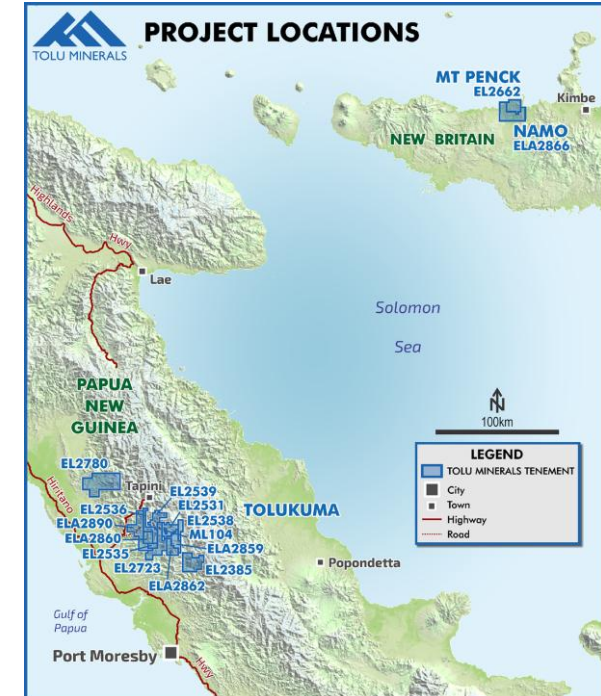 TOLU MINERALS
PROJECT LOCATIONS
MT PENCK
EL2662
Kimbe
NEW BRITAIN
NAMO
ELA2866
Highlands
Hwy
Lae
Solomon
Sea
PAPUA
NEW
GUINEA
N
100km
LEGEND
TOLU MINERALS TENEMENT
City
Town
Highway
Road
EL2780
Tapini
Hiritano
EL2539
EL2531
EL2536
ELA2890
EL2538
TOLUKUMA
ELA2860
ML104
EL2535
ELA2859
EL2723
EL2385
ELA2862
Popondetta
Hwy
Gulf of
Papua
Port Moresby
Hwy